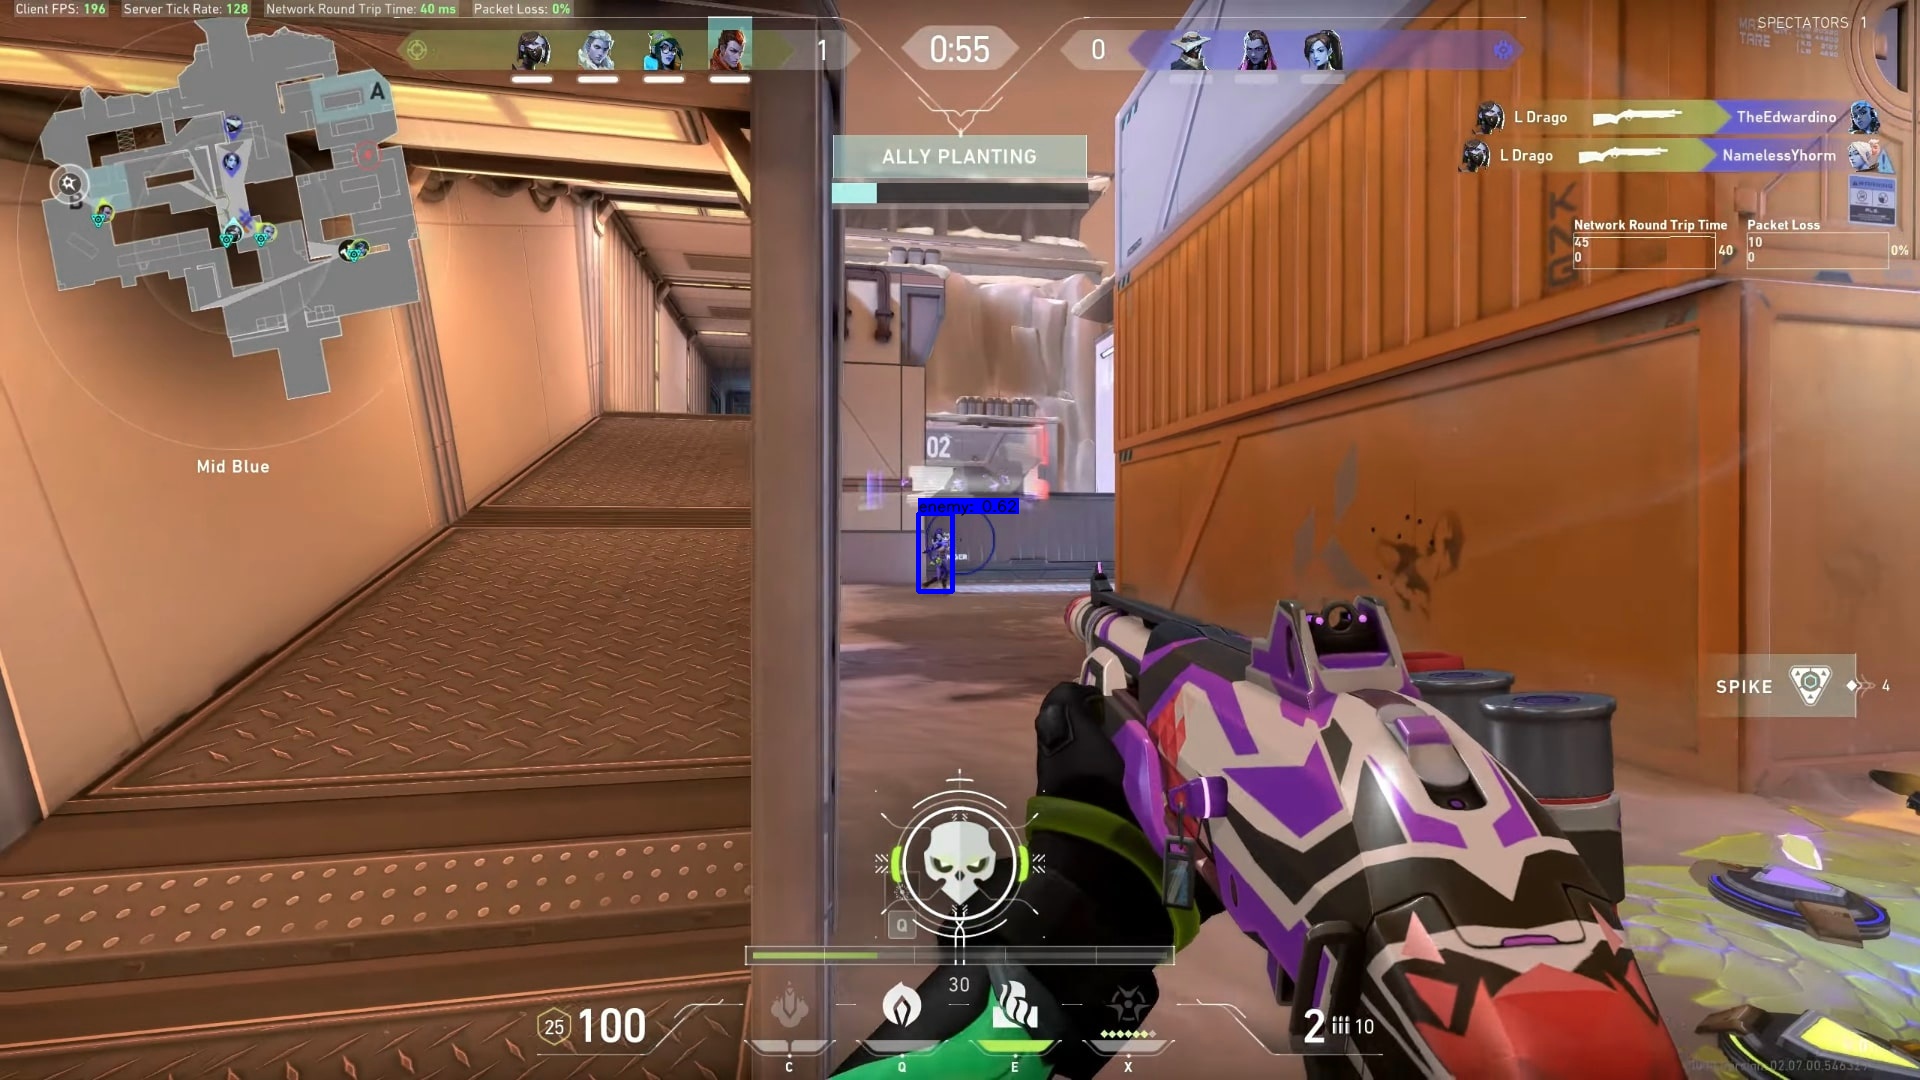 Client FPS: 196 Server Tick Rate: 128 Network Round Trip Time: 40 ms Packet Loss: 0%
SPECTATORS 1
1
0:55
0
A
L Drago TheEdwardino
ALLY PLANTING
L Drago NamelessYhorm
B
Network Round Trip Time Packet Loss
45
0
40
10
0
0%
02
Mid Blue
enemy: 0.62
SPIKE
4
Q
30
25 100
2 10
C Q E X